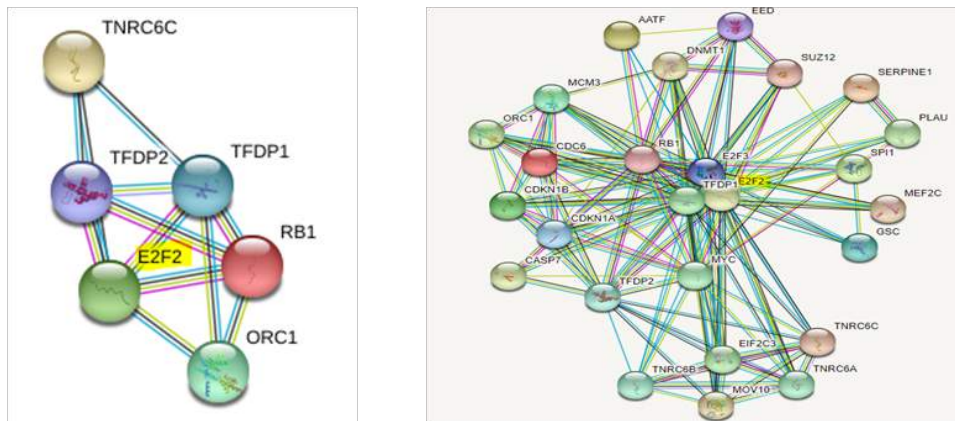 TNRC6C
TFDP2
TFDP1
E2F2
RB1
ORC1
AATF
EED
DNMT1
SUZ12
MCM3
SERPINE1
ORC1
PLAU
CDC6
RB1
E2F3
SPI1
E2F2
CDKN1B
TFDP1
MEF2C
CDKN1A
GSC
MYC
CASP7
TFDP2
TNRC6C
EIF2C3
TNRC6B
TNRC6A
MOV10